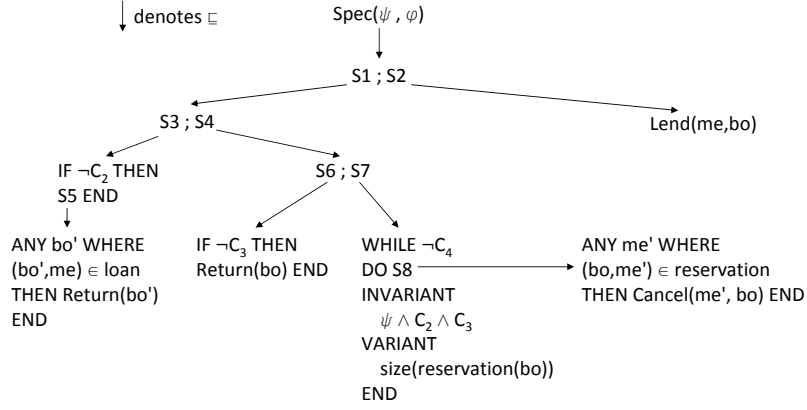 denotes ⊑
Spec(ψ , φ)
S1 ; S2
S3 ; S4
Lend(me,bo)
IF ¬C₂ THEN
S5 END
S6 ; S7
ANY bo' WHERE
(bo',me) ∈ loan
THEN Return(bo')
END
IF ¬C₃ THEN
Return(bo) END
WHILE ¬C₄
DO S8
INVARIANT
ψ ∧ C₂ ∧ C₃
VARIANT
size(reservation(bo))
END
ANY me' WHERE
(bo,me') ∈ reservation
THEN Cancel(me', bo) END